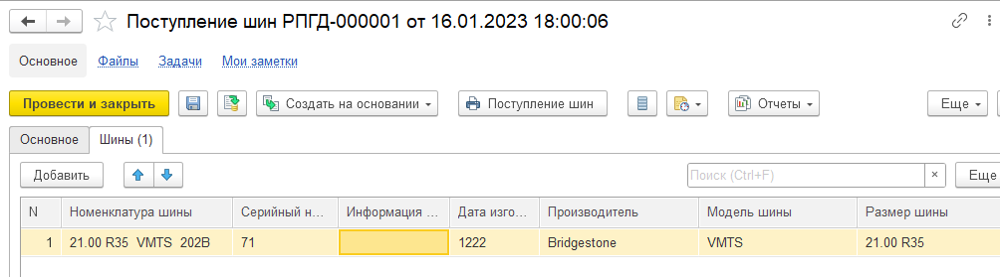 Поступление шин РПГД-000001 от 16.01.2023 18:00:06
Основное Файлы Задачи Мои заметки
Провести и закрыть Создать на основании Поступление шин Отчеты Еще
Основное Шины (1)
Добавить Поиск (Ctrl+F) × Еще
N Номенклатура шины Серийный н... Информация ... Дата изго... Производитель Модель шины Размер шины
1 21.00 R35 VMTS 202B 71 1222 Bridgestone VMTS 21.00 R35